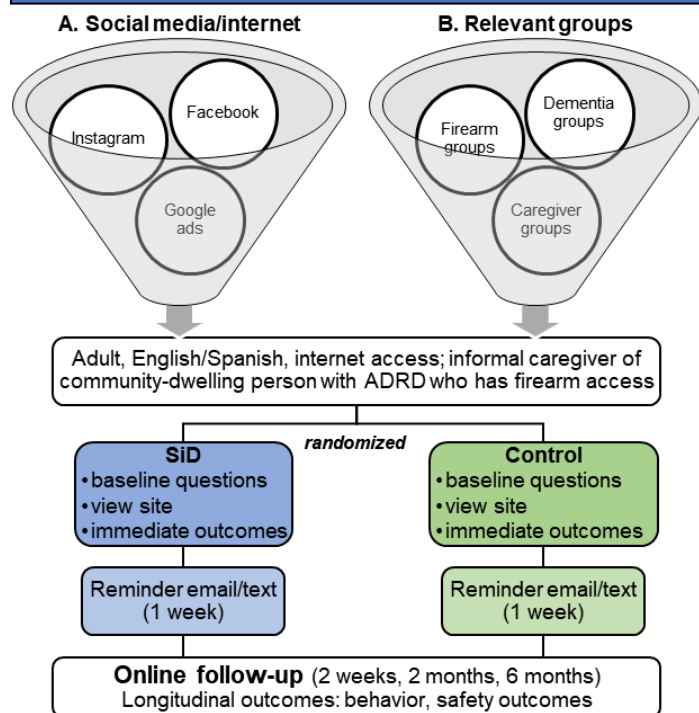 A. Social media/internet
B. Relevant groups
Instagram
Facebook
Google
ads
Firearm
groups
Dementia
groups
Caregiver
groups
Adult, English/Spanish, internet access; informal caregiver of
community-dwelling person with ADRD who has firearm access
randomized
SiD
•baseline questions
•view site
•immediate outcomes
Control
•baseline questions
•view site
•immediate outcomes
Reminder email/text
(1 week)
Reminder email/text
(1 week)
Online follow-up (2 weeks, 2 months, 6 months)
Longitudinal outcomes: behavior, safety outcomes